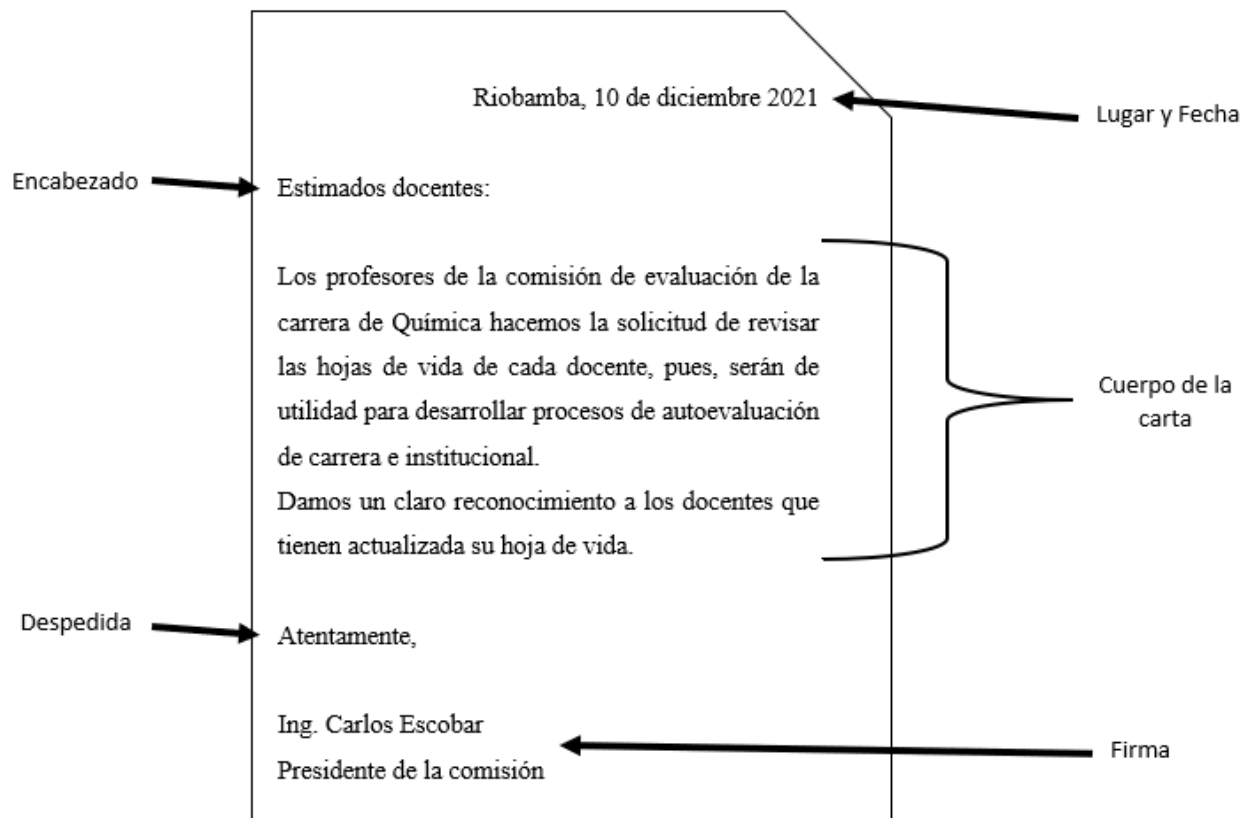 Riobamba, 10 de diciembre 2021
Lugar y Fecha
Encabezado
Estimados docentes:
Los profesores de la comisión de evaluación de la
carrera de Química hacemos la solicitud de revisar
las hojas de vida de cada docente, pues, serán de
utilidad para desarrollar procesos de autoevaluación
de carrera e institucional.
Damos un claro reconocimiento a los docentes que
tienen actualizada su hoja de vida.
Cuerpo de la
carta
Despedida
Atentamente,
Ing. Carlos Escobar
Presidente de la comisión
Firma